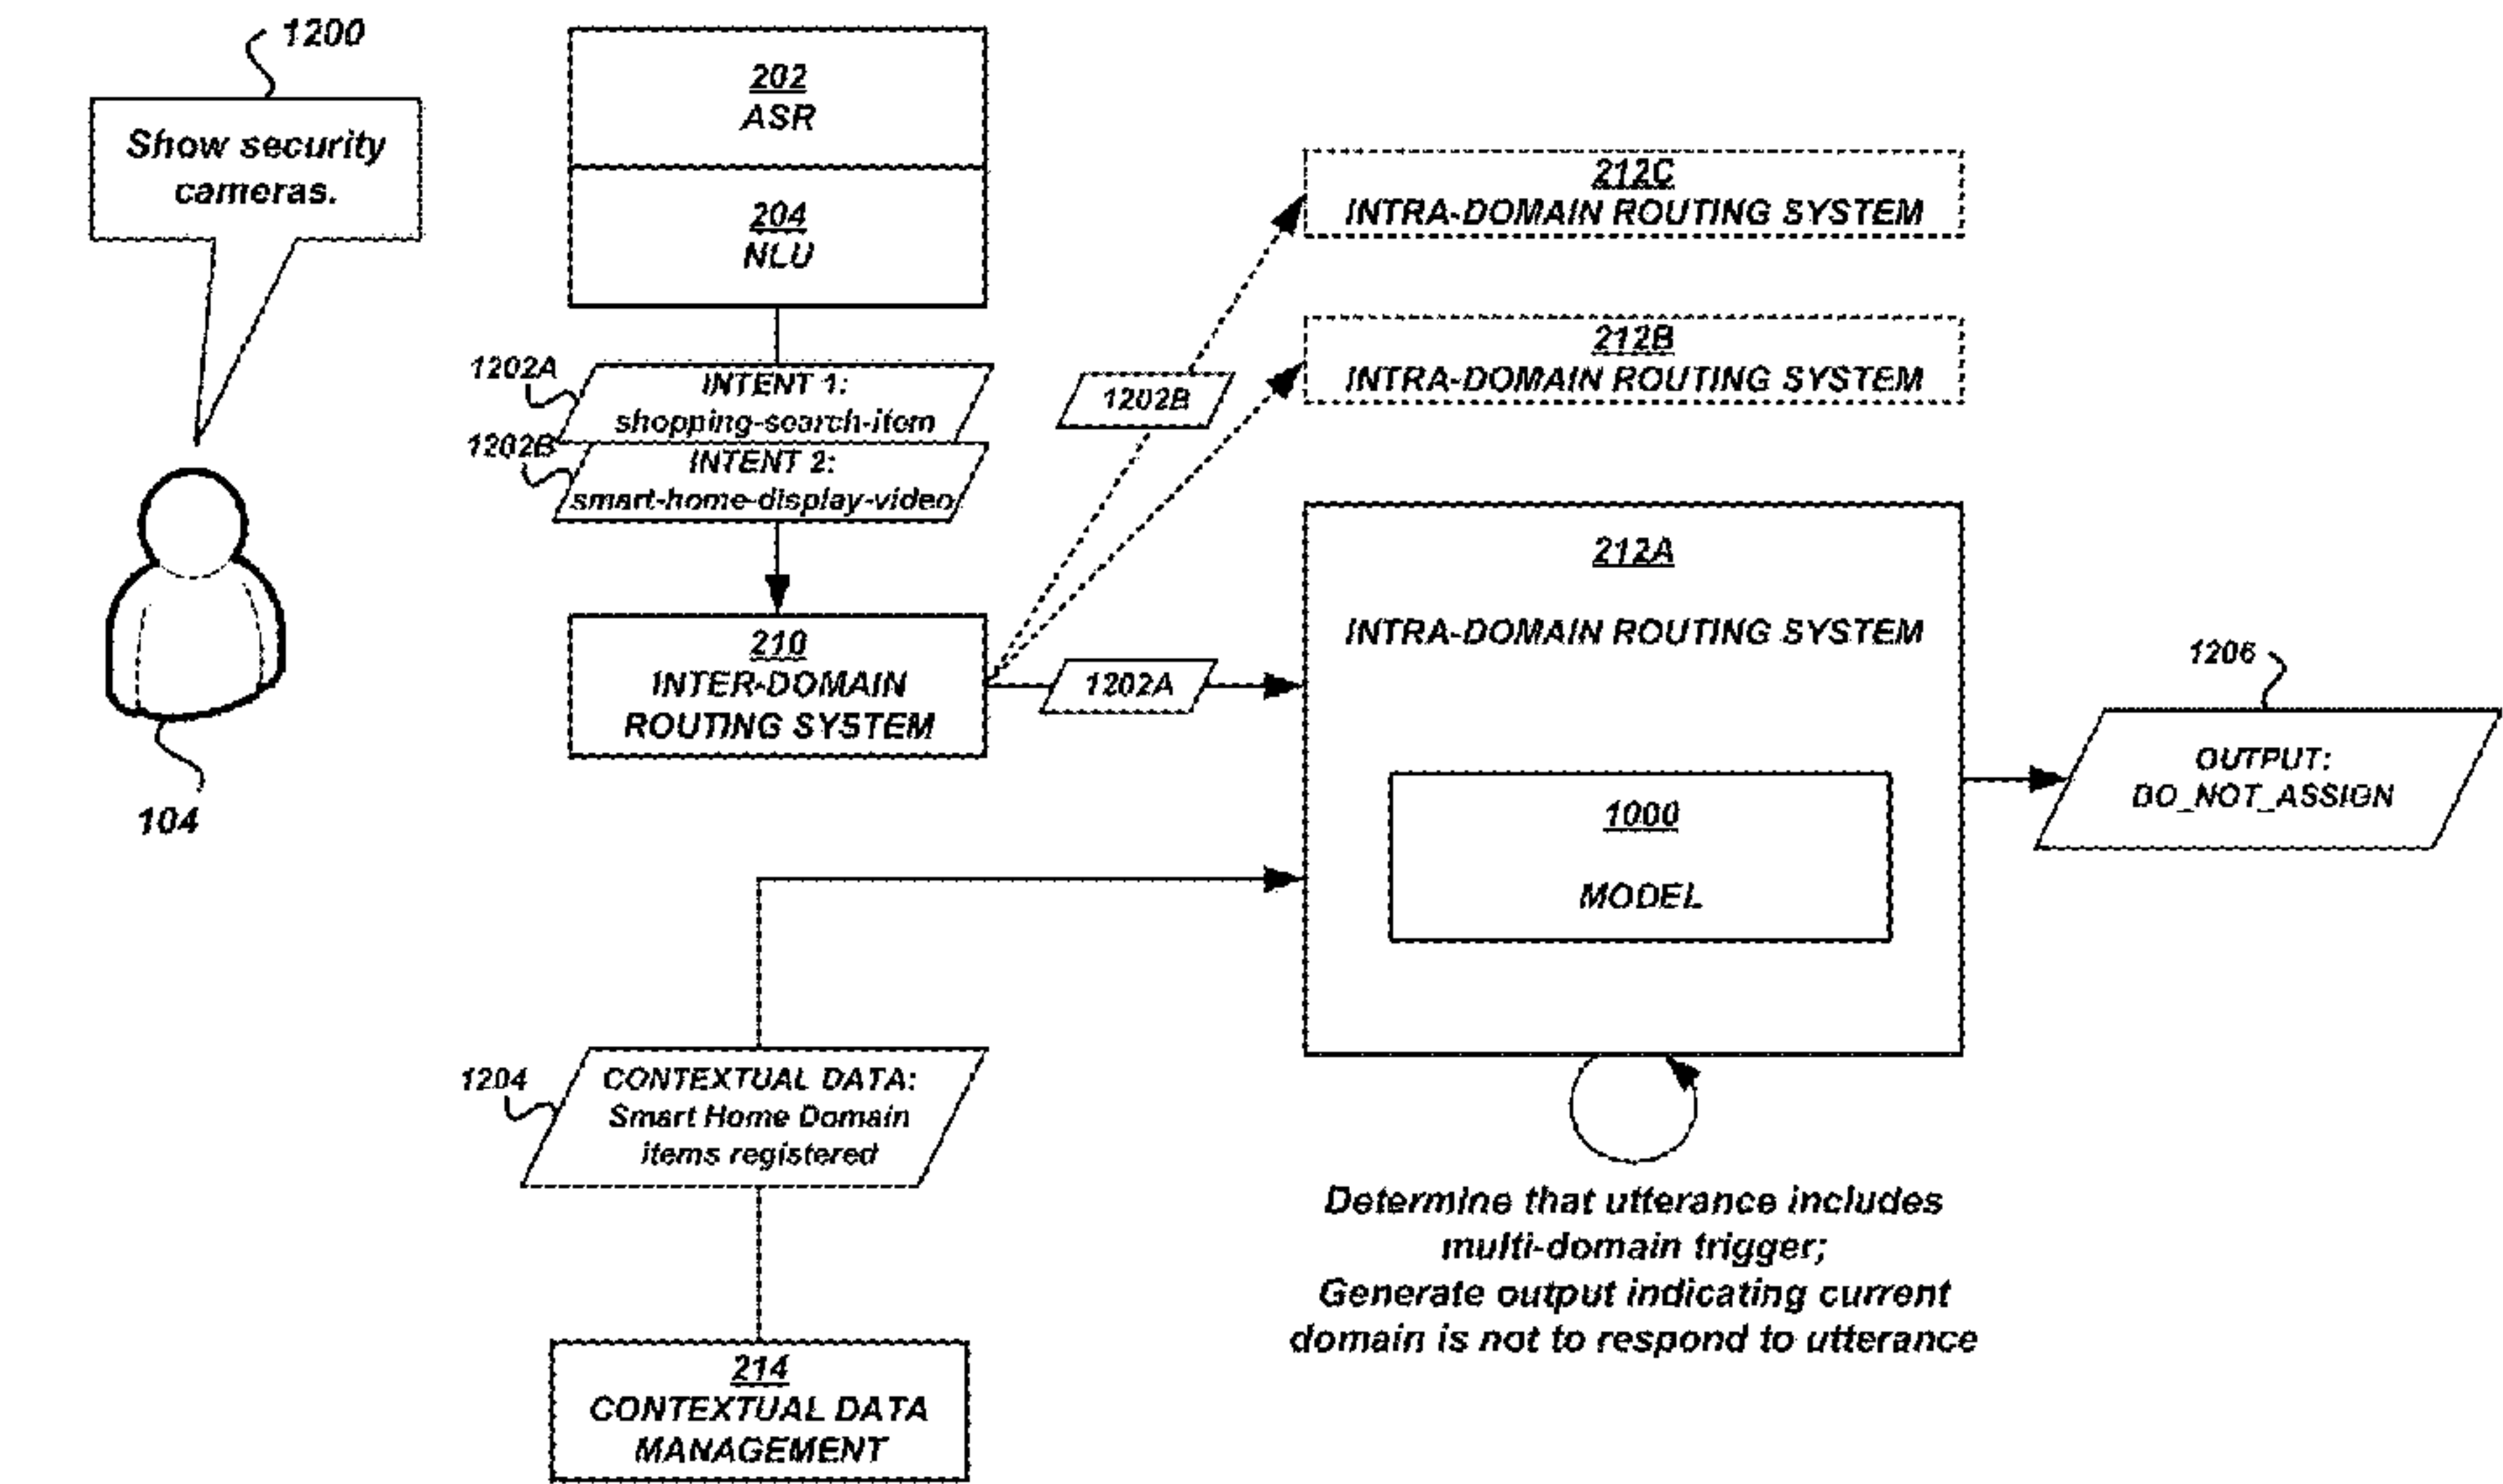 1200
Show security
cameras.
104
202
ASR
204
NLU
1202A
INTENT 1:
shopping-search-item
1202B
INTENT 2:
smart-home-display-video
210
INTER-DOMAIN
ROUTING SYSTEM
1202B
1202A
212C
INTRA-DOMAIN ROUTING SYSTEM
212B
INTRA-DOMAIN ROUTING SYSTEM
212A
INTRA-DOMAIN ROUTING SYSTEM
1000
MODEL
1206
OUTPUT:
DO_NOT_ASSIGN
1204
CONTEXTUAL DATA:
Smart Home Domain
items registered
214
CONTEXTUAL DATA
MANAGEMENT
Determine that utterance includes
multi-domain trigger;
Generate output indicating current
domain is not to respond to utterance